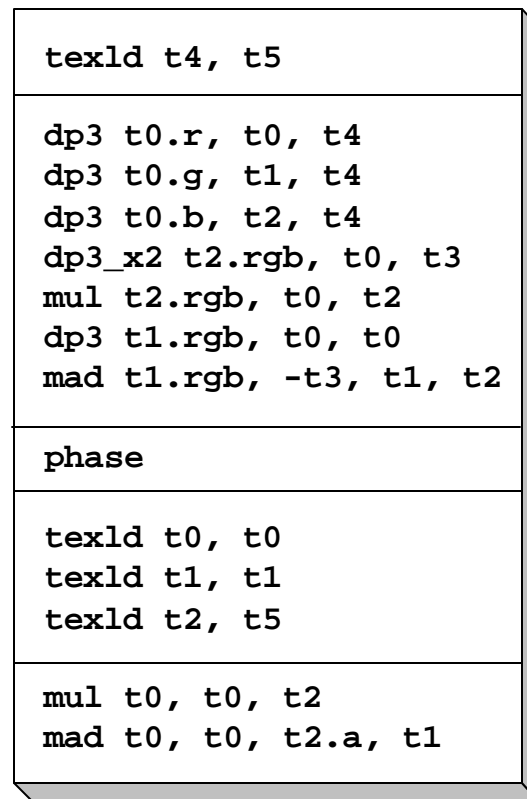 texld t4, t5
dp3 t0.r, t0, t4
dp3 t0.g, t1, t4
dp3 t0.b, t2, t4
dp3_x2 t2.rgb, t0, t3
mul t2.rgb, t0, t2
dp3 t1.rgb, t0, t0
mad t1.rgb, -t3, t1, t2
phase
texld t0, t0
texld t1, t1
texld t2, t5
mul t0, t0, t2
mad t0, t0, t2.a, t1